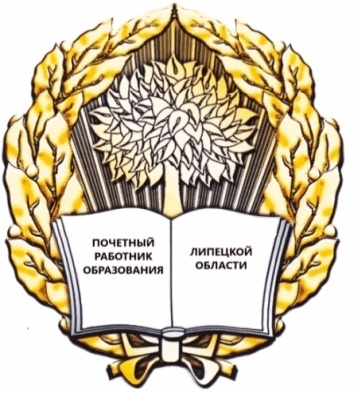 ПОЧЕТНЫЙ
РАБОТНИК
ОБРАЗОВАНИЯ
ЛИПЕЦКОЙ
ОБЛАСТИ